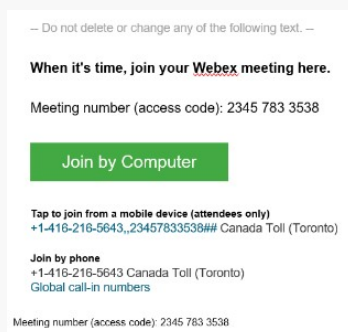 -- Do not delete or change any of the following text. --
When it's time, join your Webex meeting here.
Meeting number (access code): 2345 783 3538
Join by Computer
Tap to join from a mobile device (attendees only)
+1-416-216-5643,,23457833538## Canada Toll (Toronto)
Join by phone
+1-416-216-5643 Canada Toll (Toronto)
Global call-in numbers
Meeting number (access code): 2345 783 3538